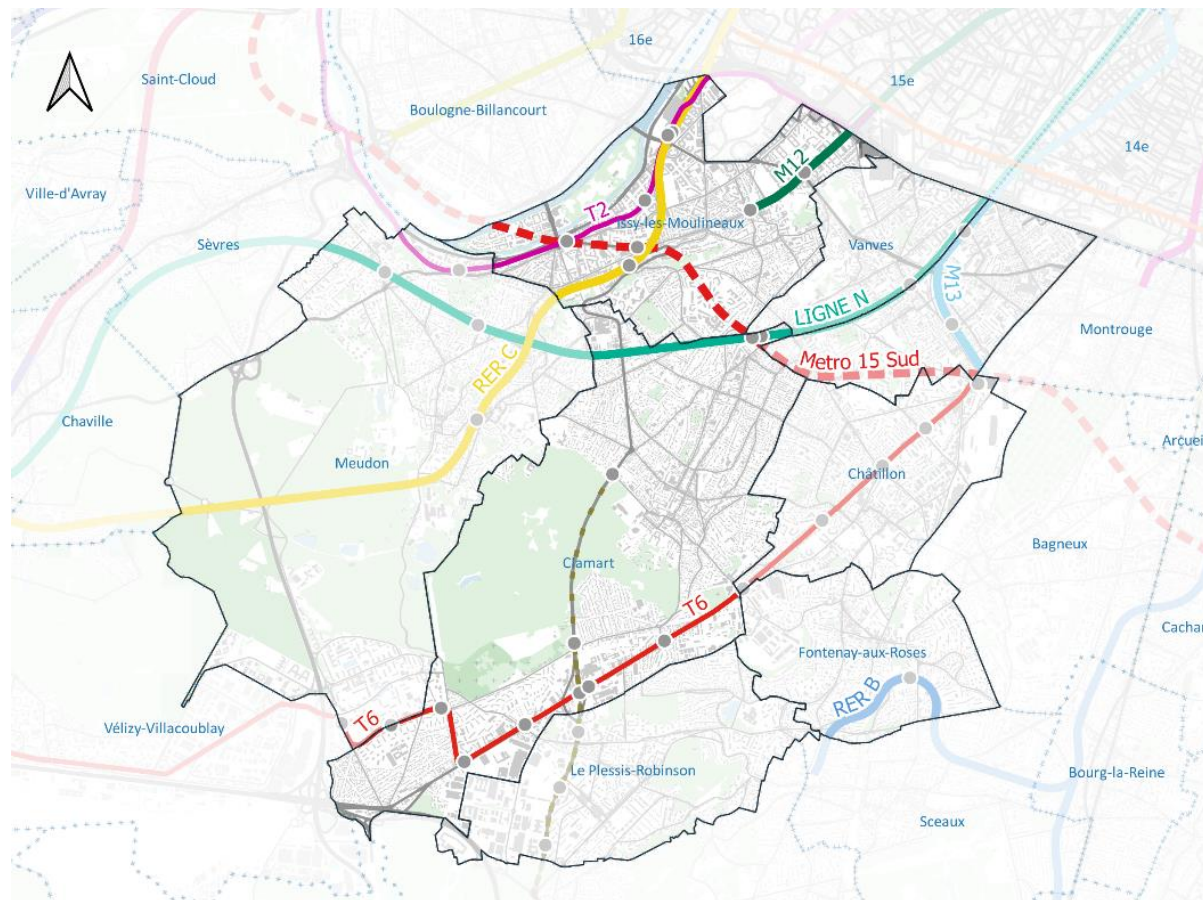 16e
Saint-Cloud
15e
Boulogne-Billancourt
14e
M12
Ville-d'Avray
T2
Issy-les-Moulineaux
Sèvres
Vanves
M13
LIGNE N
Montrouge
Metro 15 Sud
RER C
Chaville
Arcuei
Meudon
Châtillon
Bagneux
Clamart
T6
Cachar
Fontenay-aux-Roses
RER B
T6
Vélizy-Villacoublay
Le Plessis-Robinson
Bourg-la-Reine
Sceaux